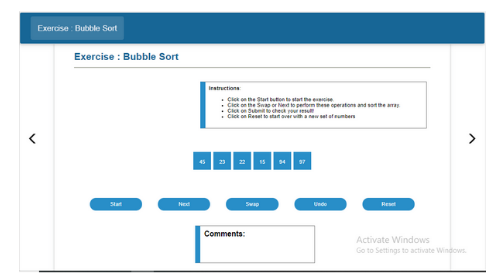 Exercise : Bubble Sort
Exercise : Bubble Sort
Instructions:
Click on the Start button to start the exercise.
Click on the Swap or Next to perform these operations and sort the array.
Click on Submit to check your result!
Click on Reset to start over with a new set of numbers
45 23 22 15 94 97
Start Next Swap Undo Reset
Comments:
Activate Windows
Go to Settings to activate Windows.